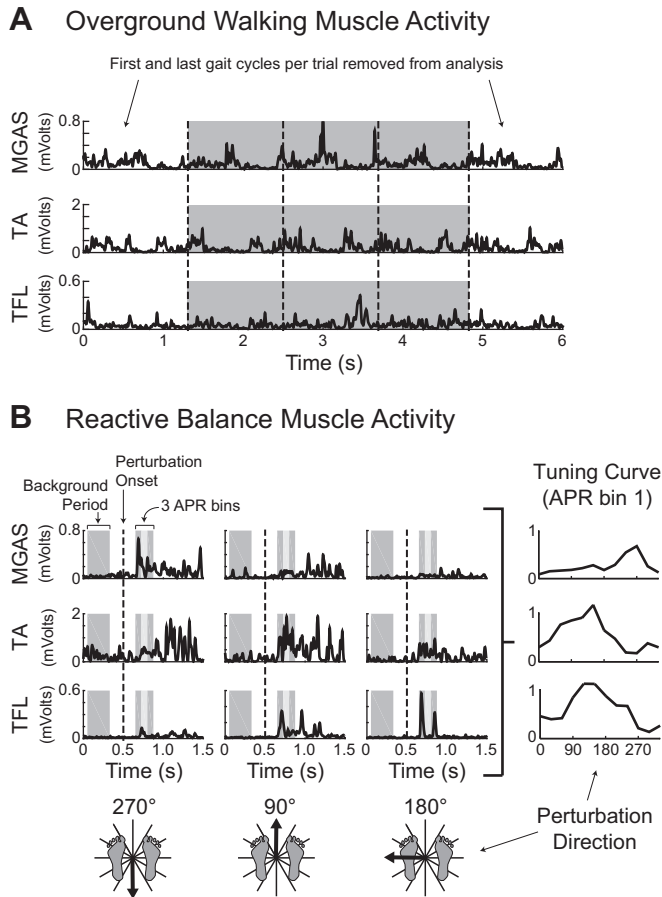 A Overground Walking Muscle Activity
First and last gait cycles per trial removed from analysis
MGAS
(mVolts)
0.8
0
TA
(mVolts)
2
0
TFL
(mVolts)
0.6
0
0 1 2 3 4 5 6
Time (s)
B Reactive Balance Muscle Activity
Perturbation
Onset
Background
Period
3 APR bins
Tuning Curve
(APR bin 1)
MGAS
(mVolts)
0.8
0
1
0
TA
(mVolts)
2
0
1
0
TFL
(mVolts)
0.6
0
1
0
0 0.5 1.0 1.5 0 0.5 1.0 1.5 0 0.5 1.0 1.5
0 90 180 270
Time (s) Time (s) Time (s)
270° 90° 180°
Perturbation
Direction